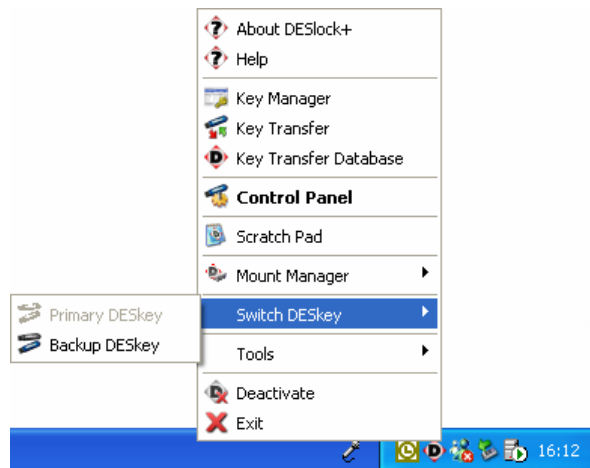 About DESlock+
Help
Key Manager
Key Transfer
Key Transfer Database
Control Panel
Scratch Pad
Mount Manager
Switch DESkey
Primary DESkey
Backup DESkey
Tools
Deactivate
Exit
16:12